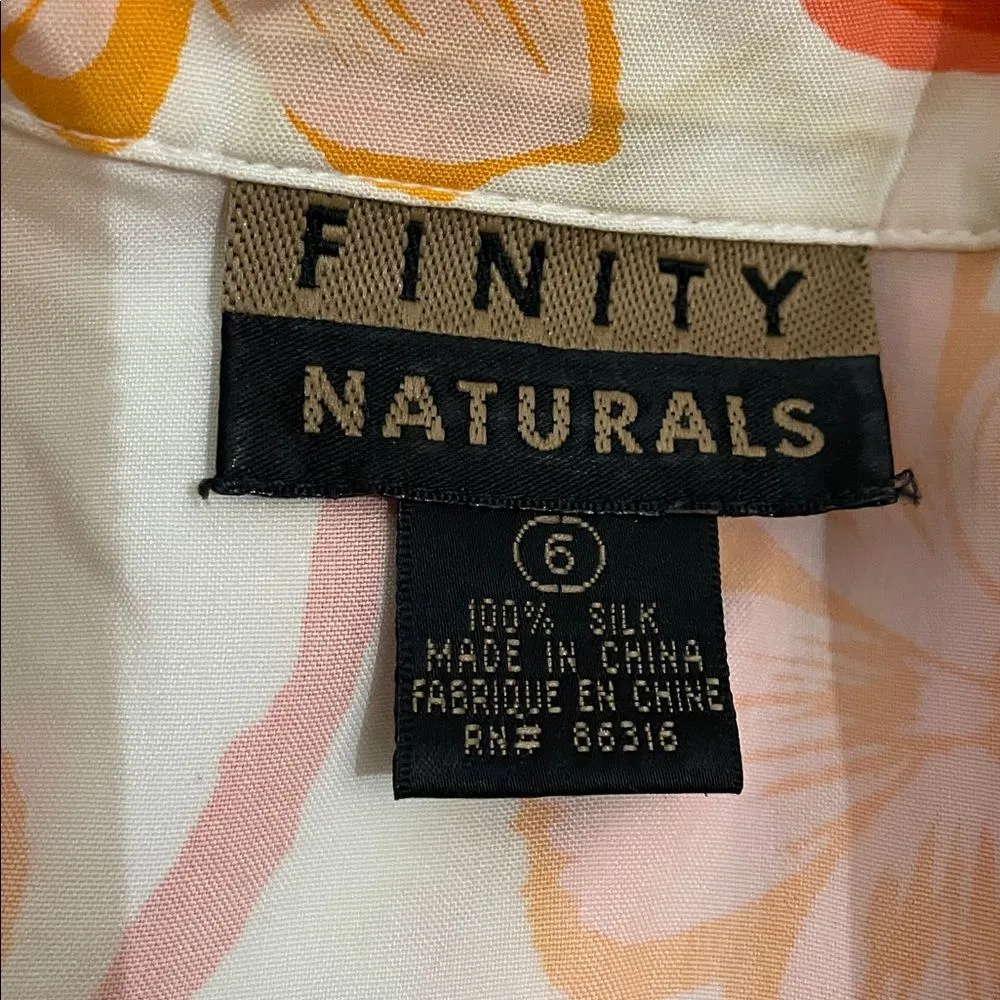 FINITY
NATURALS
6
100% SILK
MADE IN CHINA
FABRIQUE EN CHINE
RN# 86316